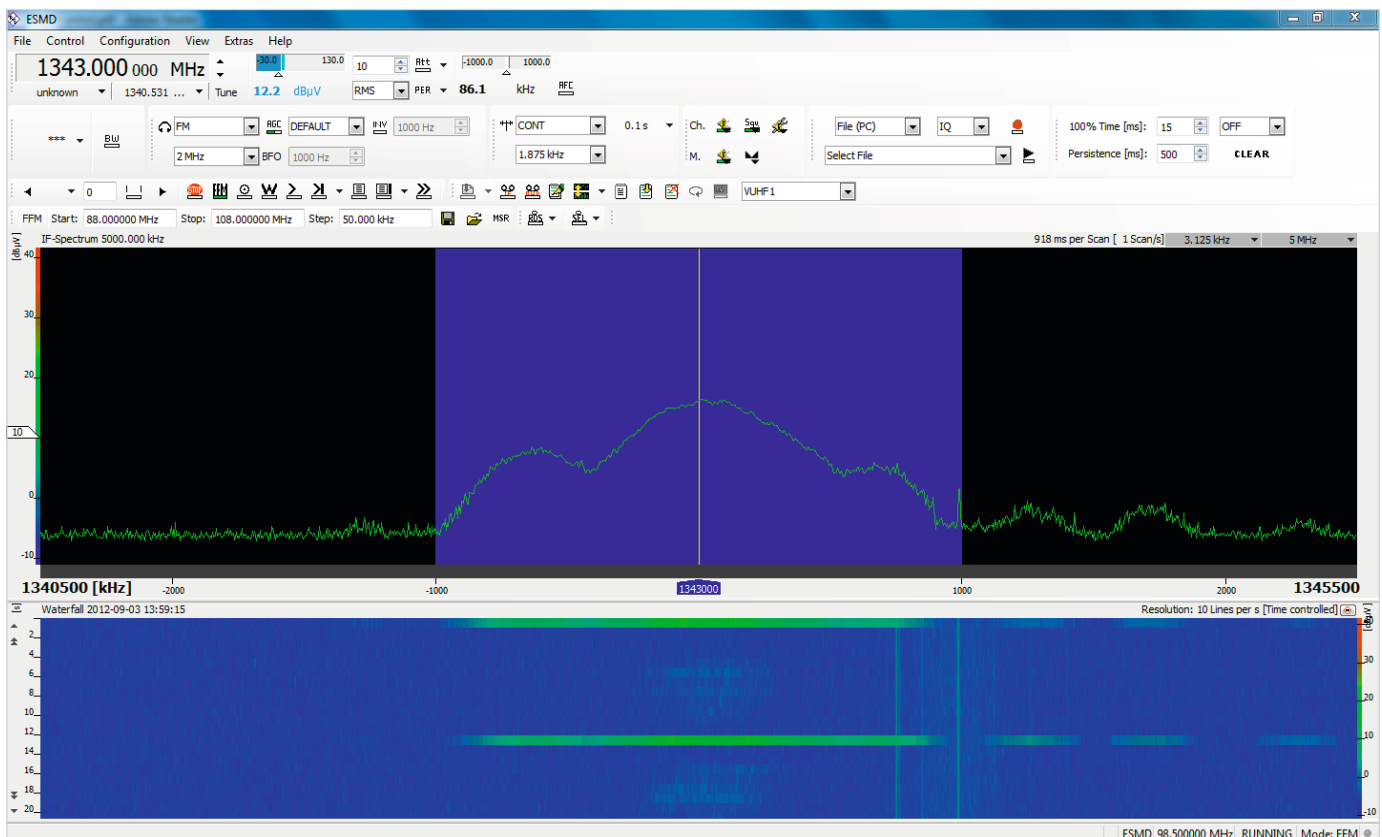 ESMD
File Control Configuration View Extras Help
1343.000 000 MHz -30.0 130.0 10 Att -1000.0 1000.0
unknown 1340.531 ... Tune 12.2 dBµV RMS PER 86.1 kHz AFC
*** BW FM AGC DEFAULT INV 1000 Hz CONT 0.1 s Ch. Squ File (PC) IQ 100% Time [ms]: 15 OFF
2 MHz BFO 1000 Hz 1.875 kHz M. Select File Persistence [ms]: 500 CLEAR
0 STOP VUHF1
FFM Start: 88.000000 MHz Stop: 108.000000 MHz Step: 50.000 kHz MSR RDS SEL
[dBµV] IF-Spectrum 5000.000 kHz 918 ms per Scan [ 1 Scan/s] 3.125 kHz 5 MHz
40
30
20
10
0
-10
1340500 [kHz] -2000 -1000 1343000 1000 2000 1345500
[s] Waterfall 2012-09-03 13:59:15 Resolution: 10 Lines per s [Time controlled] [dBµV]
2
4
6 30
8
20
10
12 10
14
16 0
18
20 -10
ESMD 98.500000 MHz RUNNING Mode: FFM